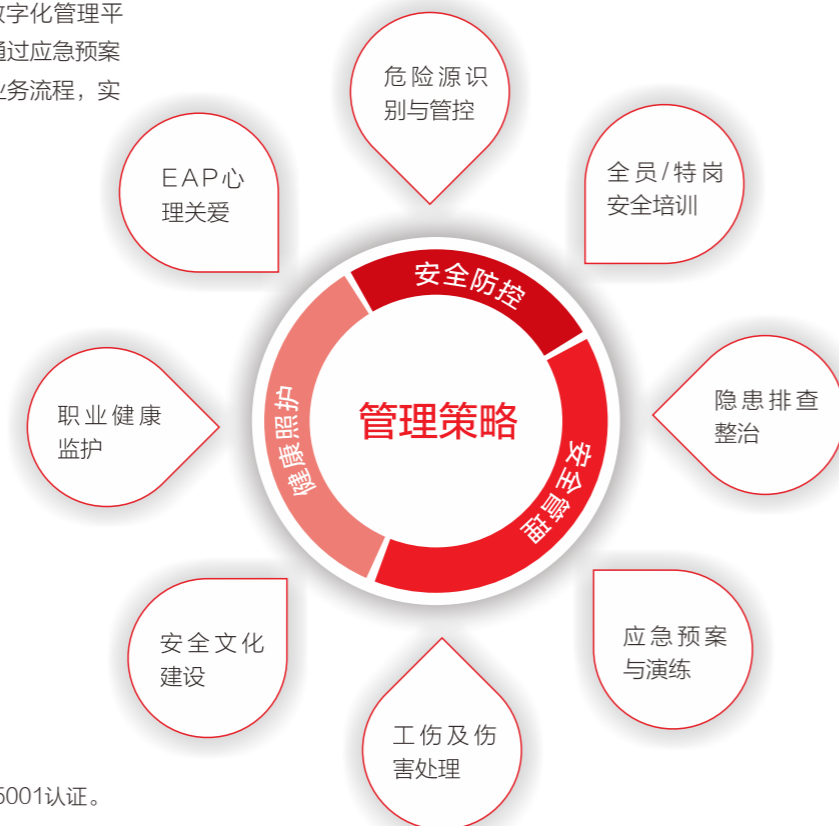 数字化管理平
通过应急预案
业务流程，实
危险源识
别与管控
全员/特岗
安全培训
隐患排查
整治
应急预案
与演练
工伤及伤
害处理
安全文化
建设
职业健康
监护
EAP心
理关爱
安全防控
安全管理
健康照护
管理策略
5001认证。